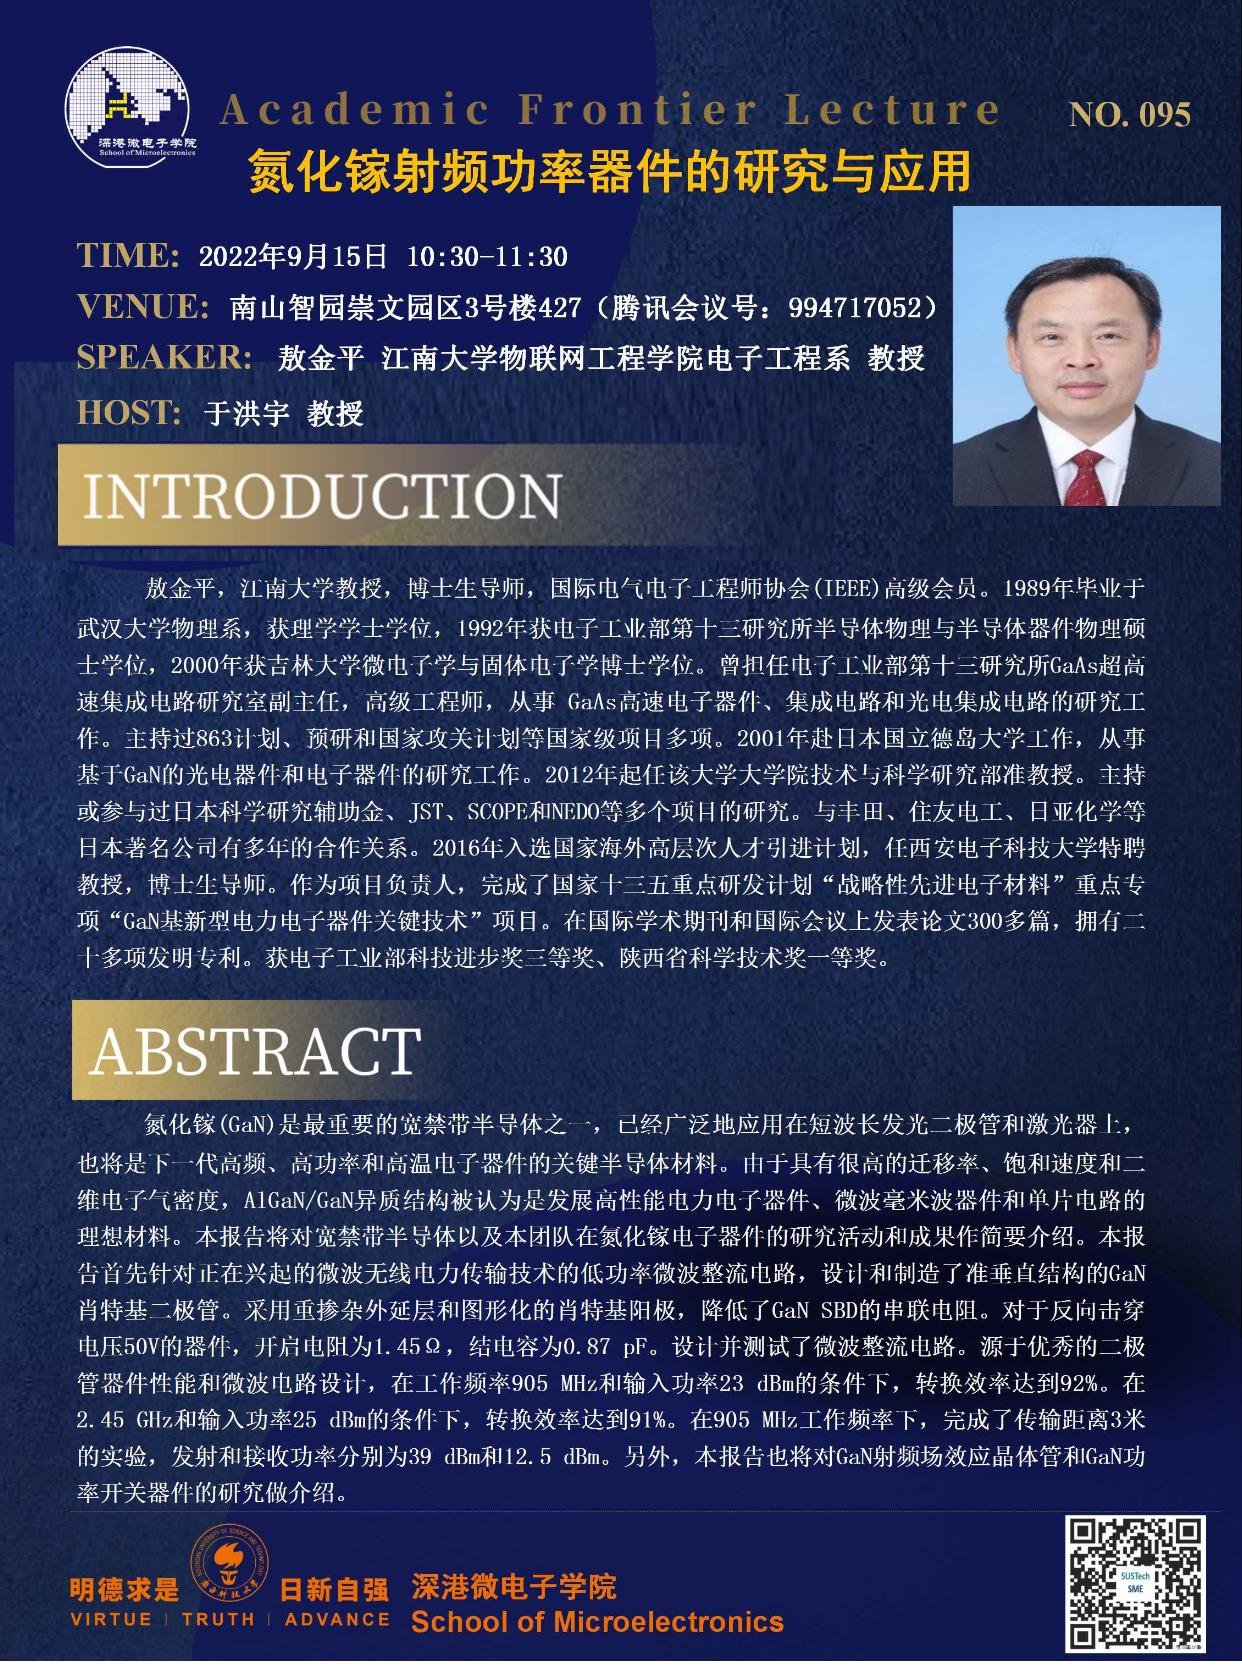 深港微电子学院
School of Microelectronics
Academic Frontier Lecture NO. 095
氮化镓射频功率器件的研究与应用
TIME: 2022年9月15日 10:30-11:30
VENUE: 南山智园崇文园区3号楼427（腾讯会议号：994717052）
SPEAKER: 敖金平 江南大学物联网工程学院电子工程系 教授
HOST: 于洪宇 教授
INTRODUCTION
敖金平，江南大学教授，博士生导师，国际电气电子工程师协会(IEEE)高级会员。1989年毕业于
武汉大学物理系，获理学学士学位，1992年获电子工业部第十三研究所半导体物理与半导体器件物理硕
士学位，2000年获吉林大学微电子学与固体电子学博士学位。曾担任电子工业部第十三研究所GaAs超高
速集成电路研究室副主任，高级工程师，从事 GaAs高速电子器件、集成电路和光电集成电路的研究工
作。主持过863计划、预研和国家攻关计划等国家级项目多项。2001年赴日本国立德岛大学工作，从事
基于GaN的光电器件和电子器件的研究工作。2012年起任该大学大学院技术与科学研究部准教授。主持
或参与过日本科学研究辅助金、JST、SCOPE和NEDO等多个项目的研究。与丰田、住友电工、日亚化学等
日本著名公司有多年的合作关系。2016年入选国家海外高层次人才引进计划，任西安电子科技大学特聘
教授，博士生导师。作为项目负责人，完成了国家十三五重点研发计划“战略性先进电子材料”重点专
项“GaN基新型电力电子器件关键技术”项目。在国际学术期刊和国际会议上发表论文300多篇，拥有二
十多项发明专利。获电子工业部科技进步奖三等奖、陕西省科学技术奖一等奖。
ABSTRACT
氮化镓(GaN)是最重要的宽禁带半导体之一，已经广泛地应用在短波长发光二极管和激光器上，
也将是下一代高频、高功率和高温电子器件的关键半导体材料。由于具有很高的迁移率、饱和速度和二
维电子气密度，AlGaN/GaN异质结构被认为是发展高性能电力电子器件、微波毫米波器件和单片电路的
理想材料。本报告将对宽禁带半导体以及本团队在氮化镓电子器件的研究活动和成果作简要介绍。本报
告首先针对正在兴起的微波无线电力传输技术的低功率微波整流电路，设计和制造了准垂直结构的GaN
肖特基二极管。采用重掺杂外延层和图形化的肖特基阳极，降低了GaN SBD的串联电阻。对于反向击穿
电压50V的器件，开启电阻为1.45Ω，结电容为0.87 pF。设计并测试了微波整流电路。源于优秀的二极
管器件性能和微波电路设计，在工作频率905 MHz和输入功率23 dBm的条件下，转换效率达到92%。在
2.45 GHz和输入功率25 dBm的条件下，转换效率达到91%。在905 MHz工作频率下，完成了传输距离3米
的实验，发射和接收功率分别为39 dBm和12.5 dBm。另外，本报告也将对GaN射频场效应晶体管和GaN功
率开关器件的研究做介绍。
明德求是 日新自强
VIRTUE | TRUTH | ADVANCE
深港微电子学院
School of Microelectronics
SUSTech
SME